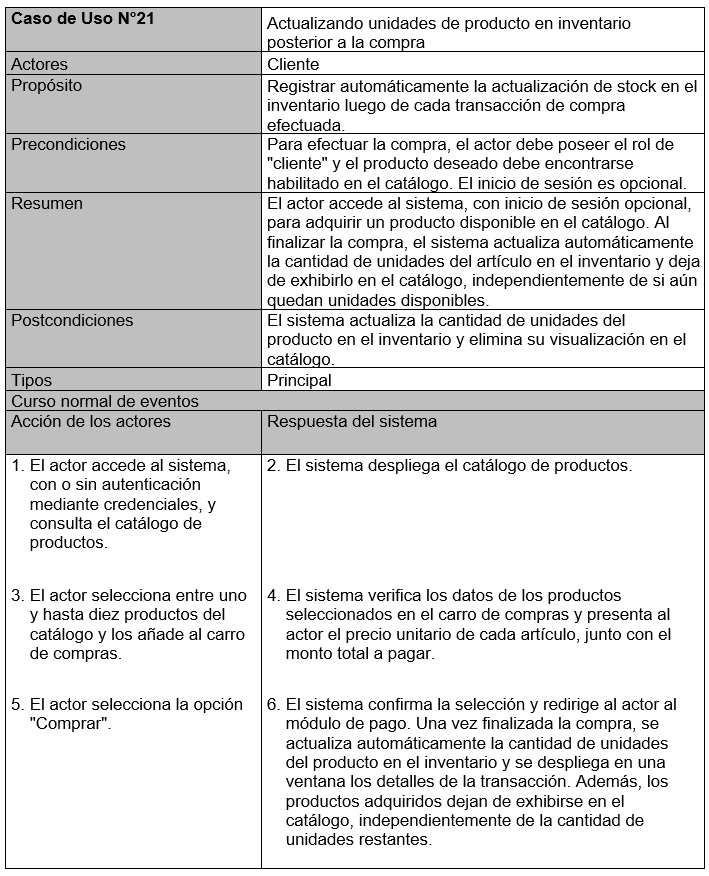 Caso de Uso N°21
Actualizando unidades de producto en inventario
posterior a la compra
Actores
Cliente
Propósito
Registrar automáticamente la actualización de stock en el
inventario luego de cada transacción de compra
efectuada.
Precondiciones
Para efectuar la compra, el actor debe poseer el rol de
"cliente" y el producto deseado debe encontrarse
habilitado en el catálogo. El inicio de sesión es opcional.
Resumen
El actor accede al sistema, con inicio de sesión opcional,
para adquirir un producto disponible en el catálogo. Al
finalizar la compra, el sistema actualiza automáticamente
la cantidad de unidades del artículo en el inventario y deja
de exhibirlo en el catálogo, independientemente de si aún
quedan unidades disponibles.
Postcondiciones
El sistema actualiza la cantidad de unidades del
producto en el inventario y elimina su visualización en el
catálogo.
Tipos
Principal
Curso normal de eventos
Acción de los actores
Respuesta del sistema
1. El actor accede al sistema,
con o sin autenticación
mediante credenciales, y
consulta el catálogo de
productos.
2. El sistema despliega el catálogo de productos.
3. El actor selecciona entre uno
y hasta diez productos del
catálogo y los añade al carro
de compras.
4. El sistema verifica los datos de los productos
seleccionados en el carro de compras y presenta al
actor el precio unitario de cada artículo, junto con el
monto total a pagar.
5. El actor selecciona la opción
"Comprar".
6. El sistema confirma la selección y redirige al actor al
módulo de pago. Una vez finalizada la compra, se
actualiza automáticamente la cantidad de unidades
del producto en el inventario y se despliega en una
ventana los detalles de la transacción. Además, los
productos adquiridos dejan de exhibirse en el
catálogo, independientemente de la cantidad de
unidades restantes.